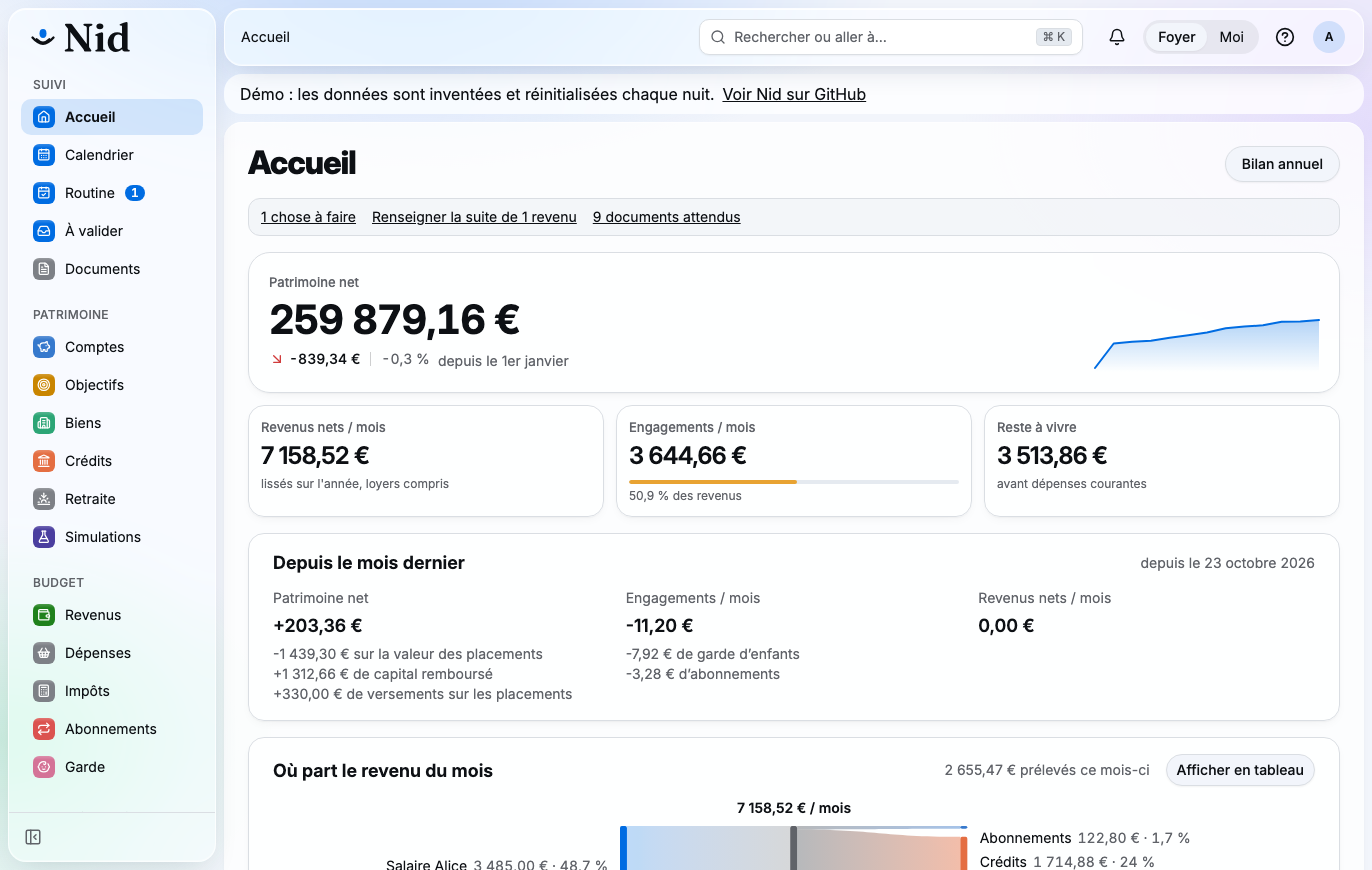 Nid
Accueil
Rechercher ou aller à...
⌘ K
Foyer
Moi
A
SUIVI
Accueil
Calendrier
Routine 1
À valider
Documents
PATRIMOINE
Comptes
Objectifs
Biens
Crédits
Retraite
Simulations
BUDGET
Revenus
Dépenses
Impôts
Abonnements
Garde
Démo : les données sont inventées et réinitialisées chaque nuit. Voir Nid sur GitHub
Accueil
Bilan annuel
1 chose à faire Renseigner la suite de 1 revenu 9 documents attendus
Patrimoine net
259 879,16 €
-839,34 € -0,3 % depuis le 1er janvier
Revenus nets / mois
7 158,52 €
lissés sur l'année, loyers compris
Engagements / mois
3 644,66 €
50,9 % des revenus
Reste à vivre
3 513,86 €
avant dépenses courantes
Depuis le mois dernier
depuis le 23 octobre 2026
Patrimoine net
+203,36 €
-1 439,30 € sur la valeur des placements
+1 312,66 € de capital remboursé
+330,00 € de versements sur les placements
Engagements / mois
-11,20 €
-7,92 € de garde d’enfants
-3,28 € d’abonnements
Revenus nets / mois
0,00 €
Où part le revenu du mois
2 655,47 € prélevés ce mois-ci
Afficher en tableau
7 158,52 € / mois
Abonnements 122,80 € · 1,7 %
Salaire Alice 3 485,00 € · 48,7 %
Crédits 1 714,88 € · 24 %